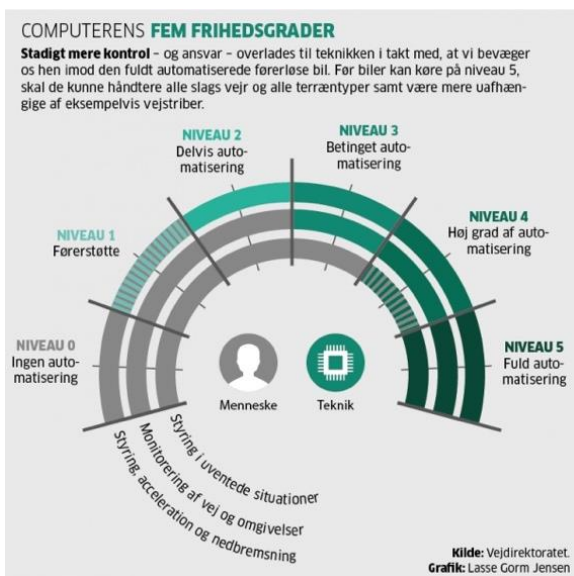 COMPUTERENS FEM FRIHEDSGRADER
Stadigt mere kontrol – og ansvar – overlades til teknikken i takt med, at vi bevæger
os hen imod den fuldt automatiserede førerløse bil. Før biler kan køre på niveau 5,
skal de kunne håndtere alle slags vejr og alle terræntyper samt være mere uafhæn-
gige af eksempelvis vejstriber.
NIVEAU 0
Ingen auto-
matisering
NIVEAU 1
Førerstøtte
NIVEAU 2
Delvis auto-
matisering
NIVEAU 3
Betinget auto-
matisering
NIVEAU 4
Høj grad af auto-
matisering
NIVEAU 5
Fuld auto-
matisering
Menneske
Teknik
Styring i uventede situationer
Monitorering af vej og omgivelser
Styring, acceleration og nedbremsning
Kilde: Vejdirektoratet.
Grafik: Lasse Gorm Jensen